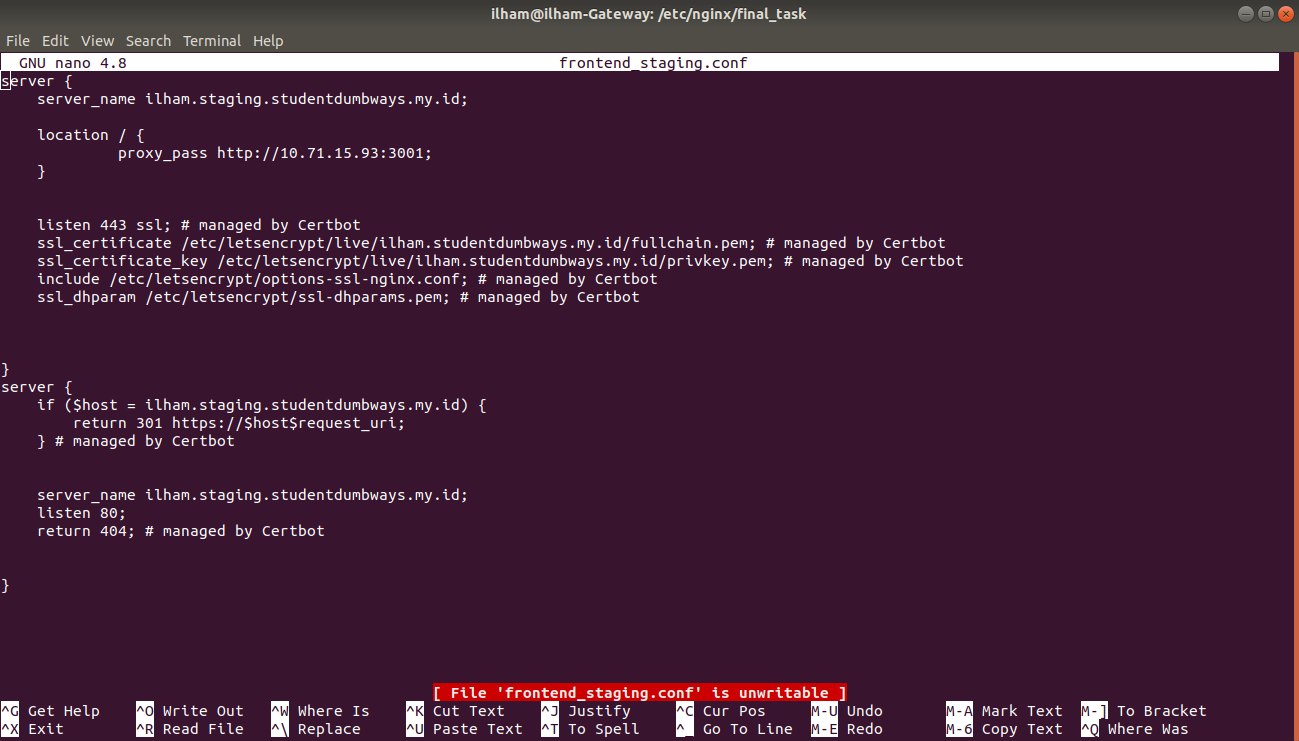 ilham@ilham-Gateway: /etc/nginx/final_task
File Edit View Search Terminal Help
GNU nano 4.8 frontend_staging.conf
server {
    server_name ilham.staging.studentdumbways.my.id;
    location / {
             proxy_pass http://10.71.15.93:3001;
    }
    listen 443 ssl; # managed by Certbot
    ssl_certificate /etc/letsencrypt/live/ilham.studentdumbways.my.id/fullchain.pem; # managed by Certbot
    ssl_certificate_key /etc/letsencrypt/live/ilham.studentdumbways.my.id/privkey.pem; # managed by Certbot
    include /etc/letsencrypt/options-ssl-nginx.conf; # managed by Certbot
    ssl_dhparam /etc/letsencrypt/ssl-dhparams.pem; # managed by Certbot
}
server {
    if ($host = ilham.staging.studentdumbways.my.id) {
        return 301 https://$host$request_uri;
    } # managed by Certbot
    server_name ilham.staging.studentdumbways.my.id;
    listen 80;
    return 404; # managed by Certbot
}
[ File 'frontend_staging.conf' is unwritable ]
^G Get Help ^O Write Out ^W Where Is ^K Cut Text ^J Justify ^C Cur Pos M-U Undo M-A Mark Text M-] To Bracket
^X Exit ^R Read File ^\ Replace ^U Paste Text ^T To Spell ^_ Go To Line M-E Redo M-6 Copy Text ^Q Where Was